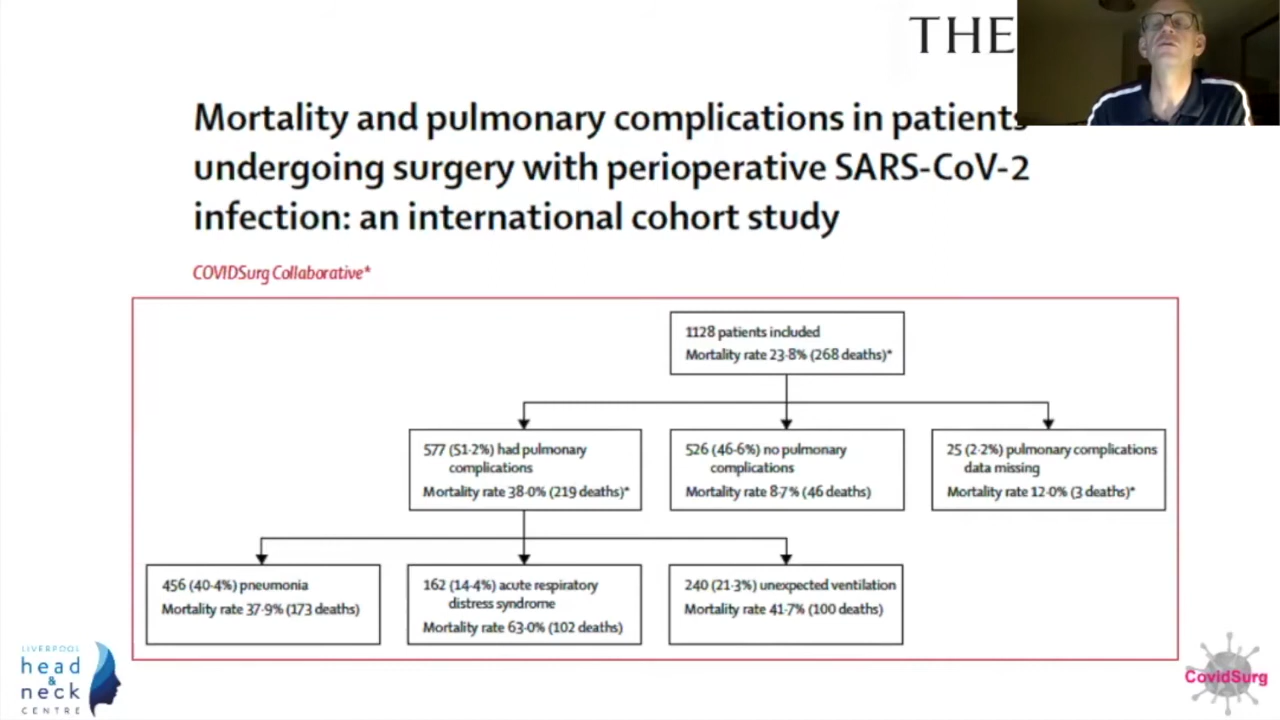 THE
Mortality and pulmonary complications in patients
undergoing surgery with perioperative SARS-CoV-2
infection: an international cohort study
COVIDSurg Collaborative*
1128 patients included
Mortality rate 23·8% (268 deaths)*
577 (51·2%) had pulmonary
complications
Mortality rate 38·0% (219 deaths)*
526 (46·6%) no pulmonary
complications
Mortality rate 8·7% (46 deaths)
25 (2·2%) pulmonary complications
data missing
Mortality rate 12·0% (3 deaths)*
456 (40·4%) pneumonia
Mortality rate 37·9% (173 deaths)
162 (14·4%) acute respiratory
distress syndrome
Mortality rate 63·0% (102 deaths)
240 (21·3%) unexpected ventilation
Mortality rate 41·7% (100 deaths)
LIVERPOOL
head
&
neck
CENTRE
CovidSurg